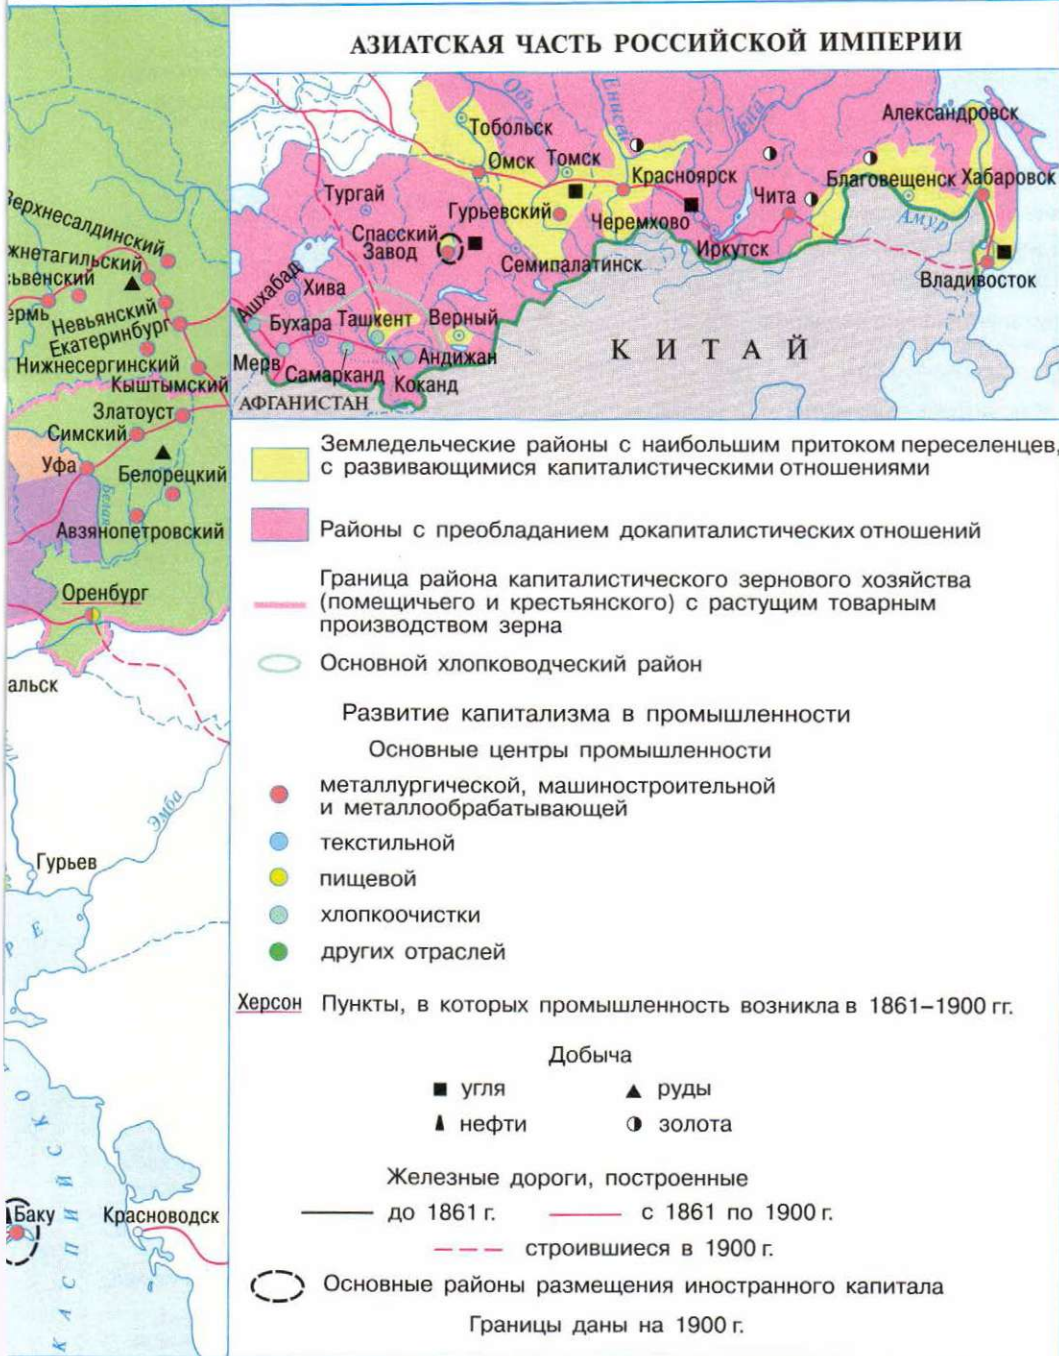 АЗИАТСКАЯ ЧАСТЬ РОССИЙСКОЙ ИМПЕРИИ
Обь
Енисей
Александровск
Тобольск
Омск
Томск
Красноярск
Благовещенск
Хабаровск
Тургай
Гурьевский
Черемхово
Чита
Амур
Спасский
Завод
Семипалатинск
Иркутск
Владивосток
Ашхабад
Хива
Бухара
Ташкент
Верный
КИТАЙ
Мерв
Самарканд
Коканд
Андижан
АФГАНИСТАН
Верхнесалдинский
жнетагильский
ьвенский
ермь
Невьянский
Екатеринбург
Нижнесергинский
Кыштымский
Златоуст
Симский
Уфа
Белорецкий
Белая
Авзянопетровский
Оренбург
альск
Эмба
Гурьев
Р Е
К А С П И Й С К О
Баку
Красноводск
Земледельческие районы с наибольшим притоком переселенцев,
с развивающимися капиталистическими отношениями
Районы с преобладанием докапиталистических отношений
Граница района капиталистического зернового хозяйства
(помещичьего и крестьянского) с растущим товарным
производством зерна
Основной хлопководческий район
Развитие капитализма в промышленности
Основные центры промышленности
металлургической, машиностроительной
и металлообрабатывающей
текстильной
пищевой
хлопкоочистки
других отраслей
Херсон Пункты, в которых промышленность возникла в 1861–1900 гг.
Добыча
угля руды
нефти золота
Железные дороги, построенные
до 1861 г. с 1861 по 1900 г.
строившиеся в 1900 г.
Основные районы размещения иностранного капитала
Границы даны на 1900 г.